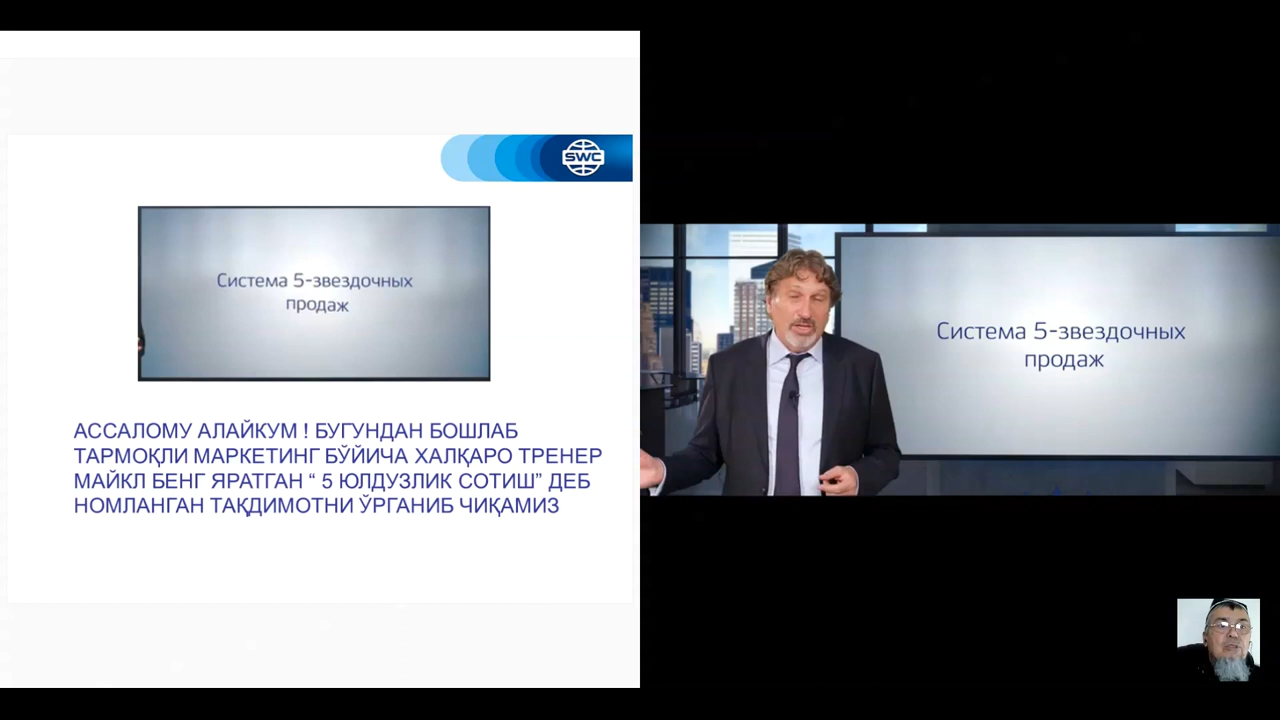 SWC
Система 5-звездочных
продаж
АССАЛОМУ АЛАЙКУМ ! БУГУНДАН БОШЛАБ
ТАРМОҚЛИ МАРКЕТИНГ БЎЙИЧА ХАЛҚАРО ТРЕНЕР
МАЙКЛ БЕНГ ЯРАТГАН “ 5 ЮЛДУЗЛИК СОТИШ” ДЕБ
НОМЛАНГАН ТАҚДИМОТНИ ЎРГАНИБ ЧИҚАМИЗ
Система 5-звездочных
продаж